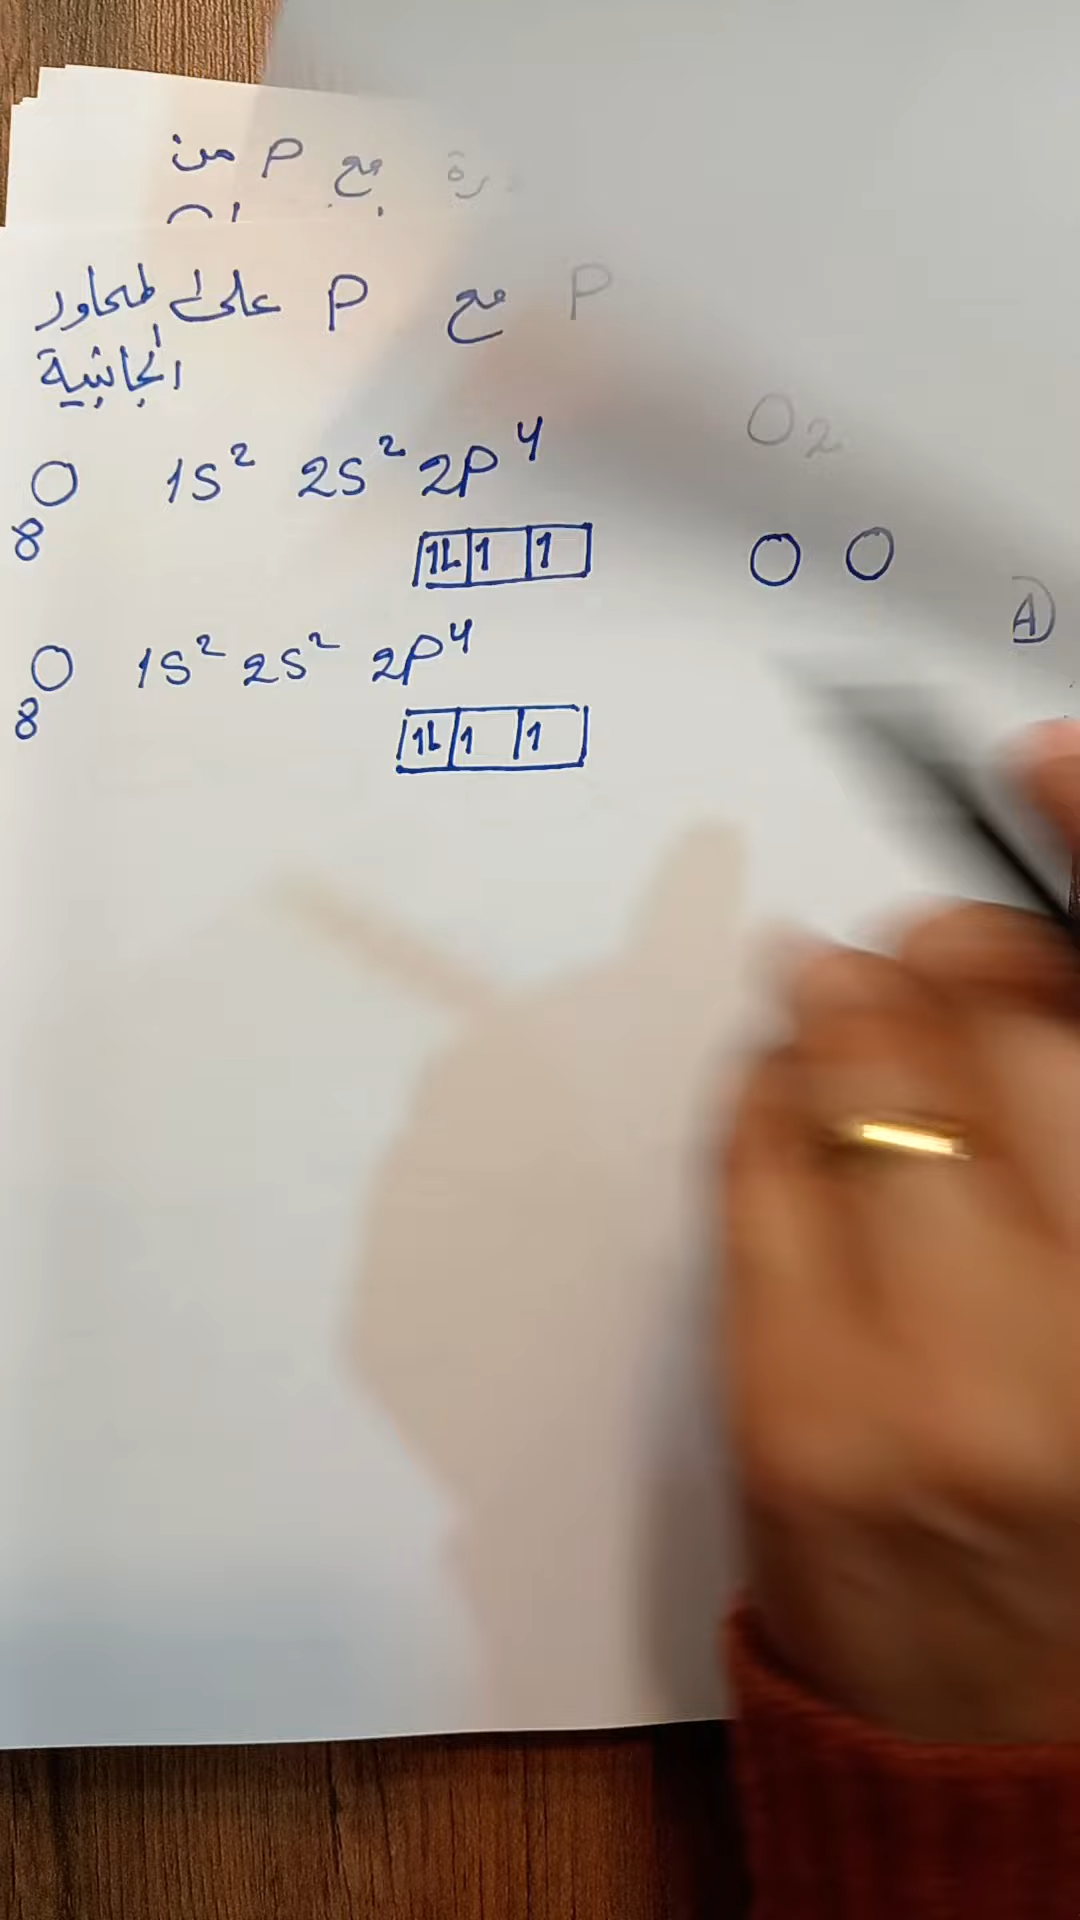 مع P من
P مع P على المحاور
الجانبية
O₂
₈O 1s² 2s² 2p⁴
1L 1 1
O O
A
₈O 1s² 2s² 2p⁴
1L 1 1